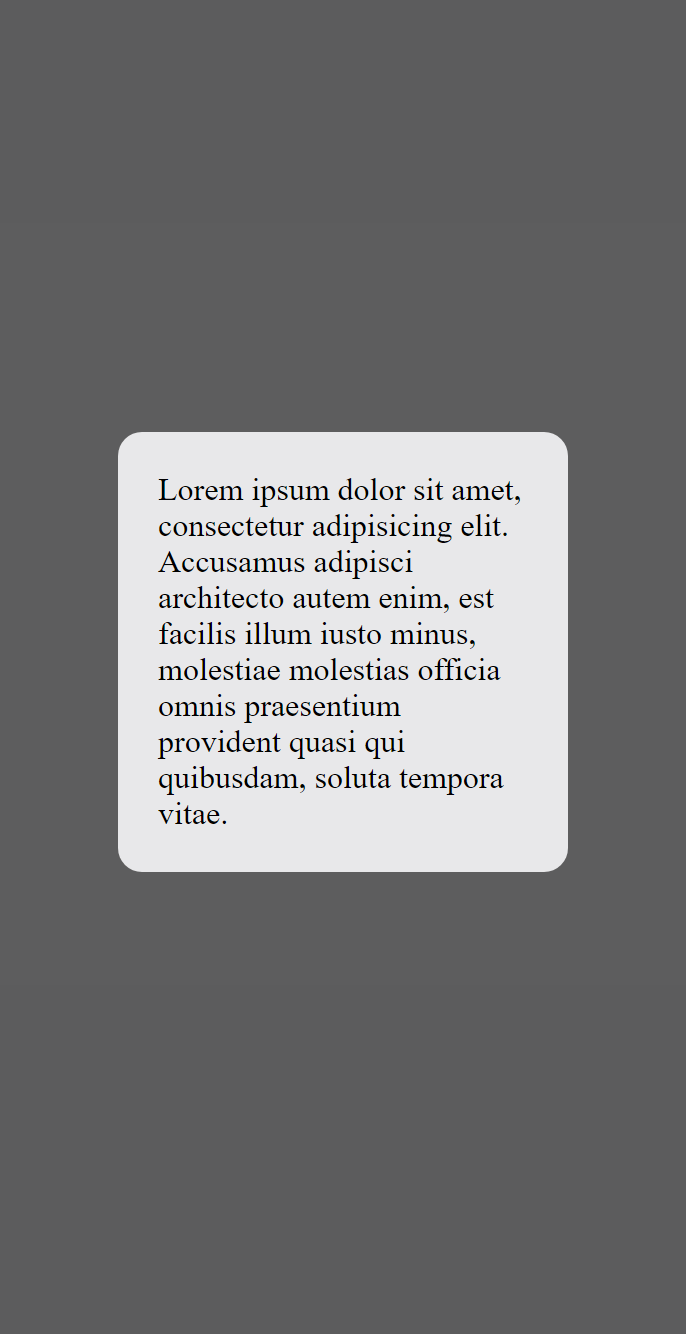 Lorem ipsum dolor sit amet,
consectetur adipisicing elit.
Accusamus adipisci
architecto autem enim, est
facilis illum iusto minus,
molestiae molestias officia
omnis praesentium
provident quasi qui
quibusdam, soluta tempora
vitae.